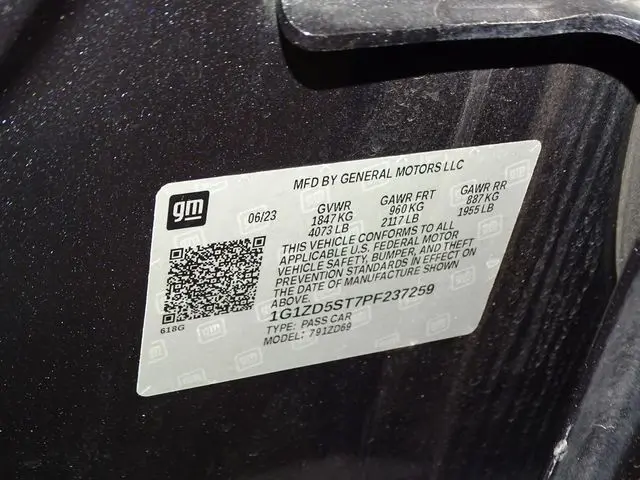 MFD BY GENERAL MOTORS LLC
gm
06/23 GVWR GAWR FRT GAWR RR
1847 KG 960 KG 887 KG
4073 LB 2117 LB 1955 LB
THIS VEHICLE CONFORMS TO ALL
APPLICABLE U.S. FEDERAL MOTOR
VEHICLE SAFETY, BUMPER, AND THEFT
PREVENTION STANDARDS IN EFFECT ON
THE DATE OF MANUFACTURE SHOWN
ABOVE.
618G
1G1ZD5ST7PF237259
TYPE: PASS CAR
MODEL: 791ZD69